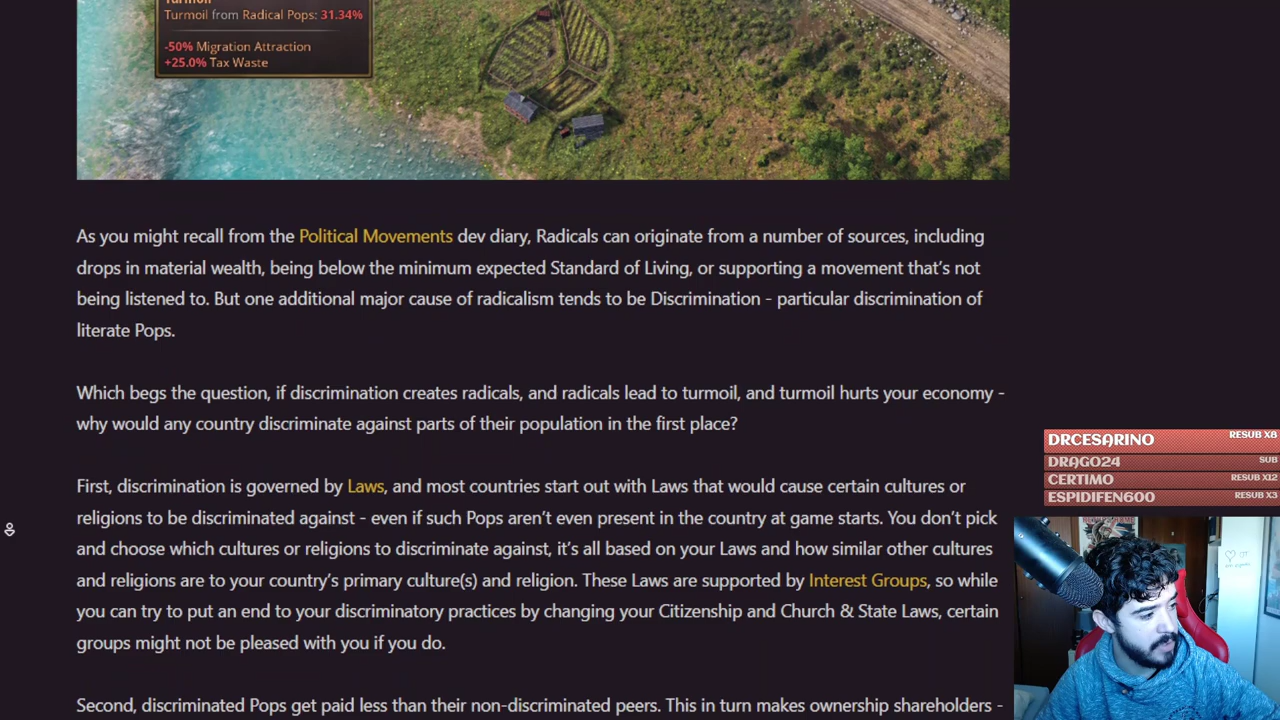 Turmoil from Radical Pops: 31.34%
-50% Migration Attraction
+25.0% Tax Waste
As you might recall from the Political Movements dev diary, Radicals can originate from a number of sources, including
drops in material wealth, being below the minimum expected Standard of Living, or supporting a movement that's not
being listened to. But one additional major cause of radicalism tends to be Discrimination - particular discrimination of
literate Pops.
Which begs the question, if discrimination creates radicals, and radicals lead to turmoil, and turmoil hurts your economy -
why would any country discriminate against parts of their population in the first place?
First, discrimination is governed by Laws, and most countries start out with Laws that would cause certain cultures or
religions to be discriminated against - even if such Pops aren't even present in the country at game starts. You don't pick
and choose which cultures or religions to discriminate against, it's all based on your Laws and how similar other cultures
and religions are to your country's primary culture(s) and religion. These Laws are supported by Interest Groups, so while
you can try to put an end to your discriminatory practices by changing your Citizenship and Church & State Laws, certain
groups might not be pleased with you if you do.
Second, discriminated Pops get paid less than their non-discriminated peers. This in turn makes ownership shareholders -
DRCESARINO RESUB X8
DRAGO24 SUB
CERTIMO RESUB X12
ESPIDIFEN600 RESUB X3